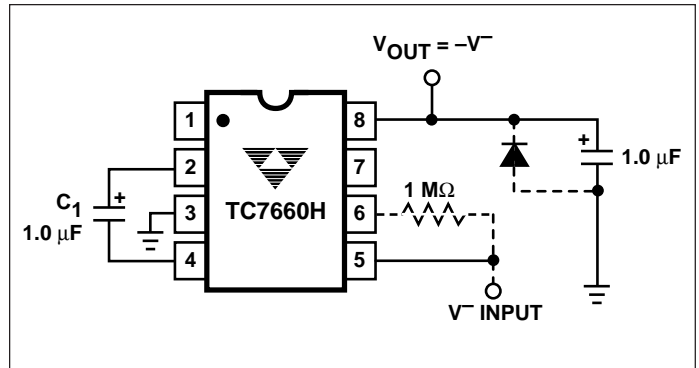 V_OUT = –V⁻
1
8
2
7
C₁
+
1.0 µF
3
TC7660H
6
1 MΩ
4
5
+
1.0 µF
V⁻ INPUT